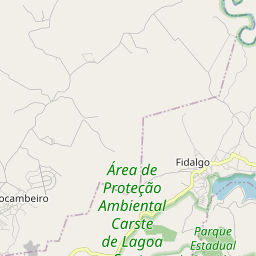 Fidalgo
Área de
Proteção
Ambiental
Carste
de Lagoa
ocambeiro
Parque
Estadual